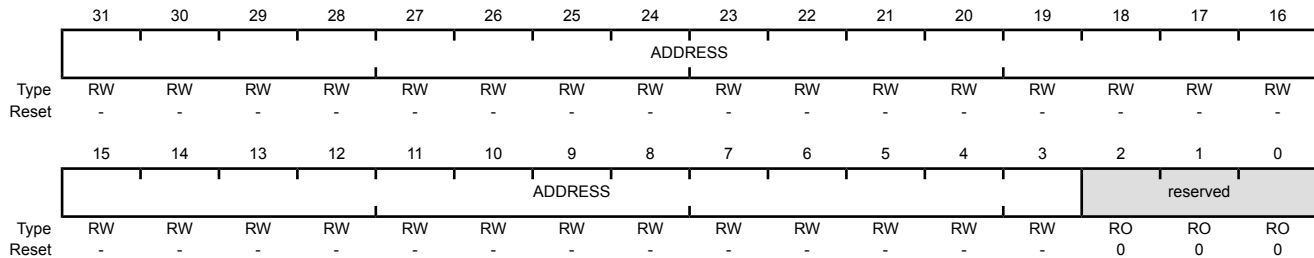 31 30 29 28 27 26 25 24 23 22 21 20 19 18 17 16
ADDRESS
Type RW RW RW RW RW RW RW RW RW RW RW RW RW RW RW RW
Reset - - - - - - - - - - - - - - - -
15 14 13 12 11 10 9 8 7 6 5 4 3 2 1 0
ADDRESS reserved
Type RW RW RW RW RW RW RW RW RW RW RW RW RW RO RO RO
Reset - - - - - - - - - - - - - 0 0 0